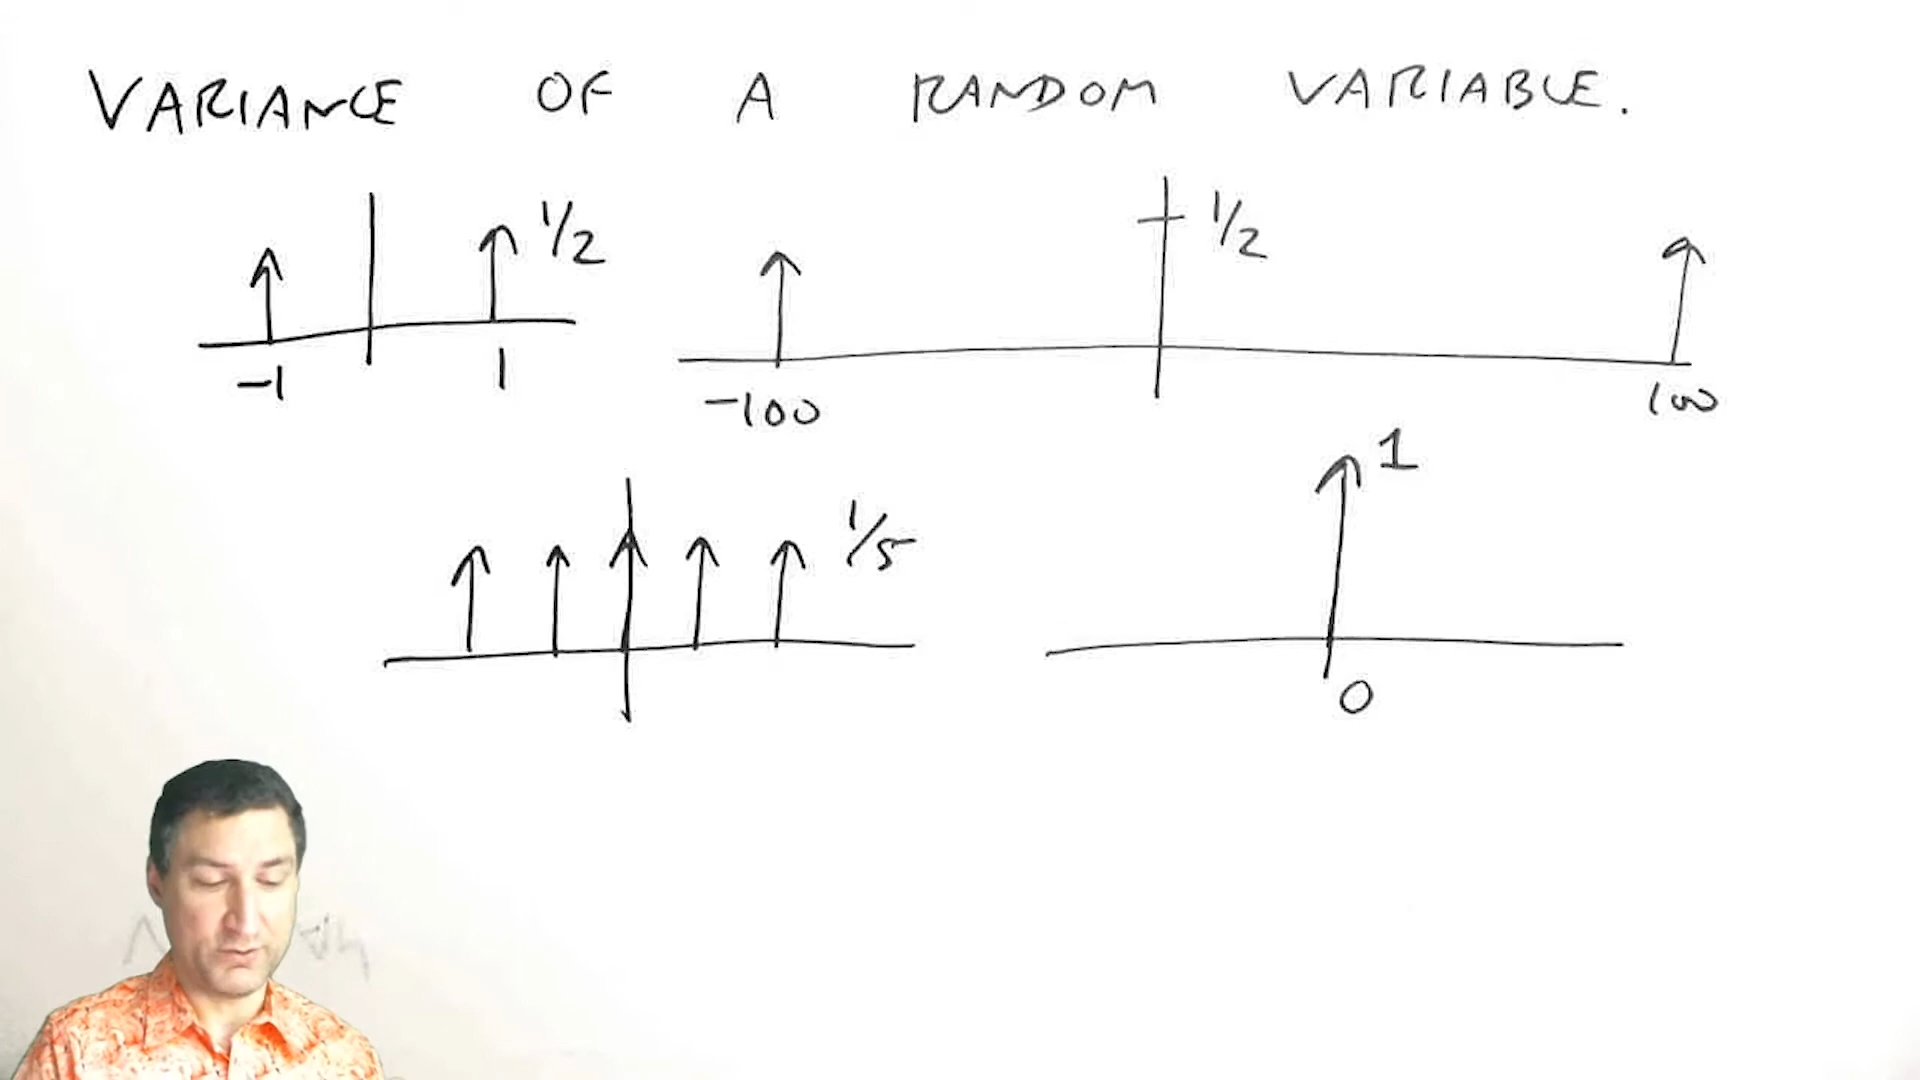 VARIANCE OF A RANDOM VARIABLE.
1/2 1/2
-1 1 -100 100
1/5 1
0